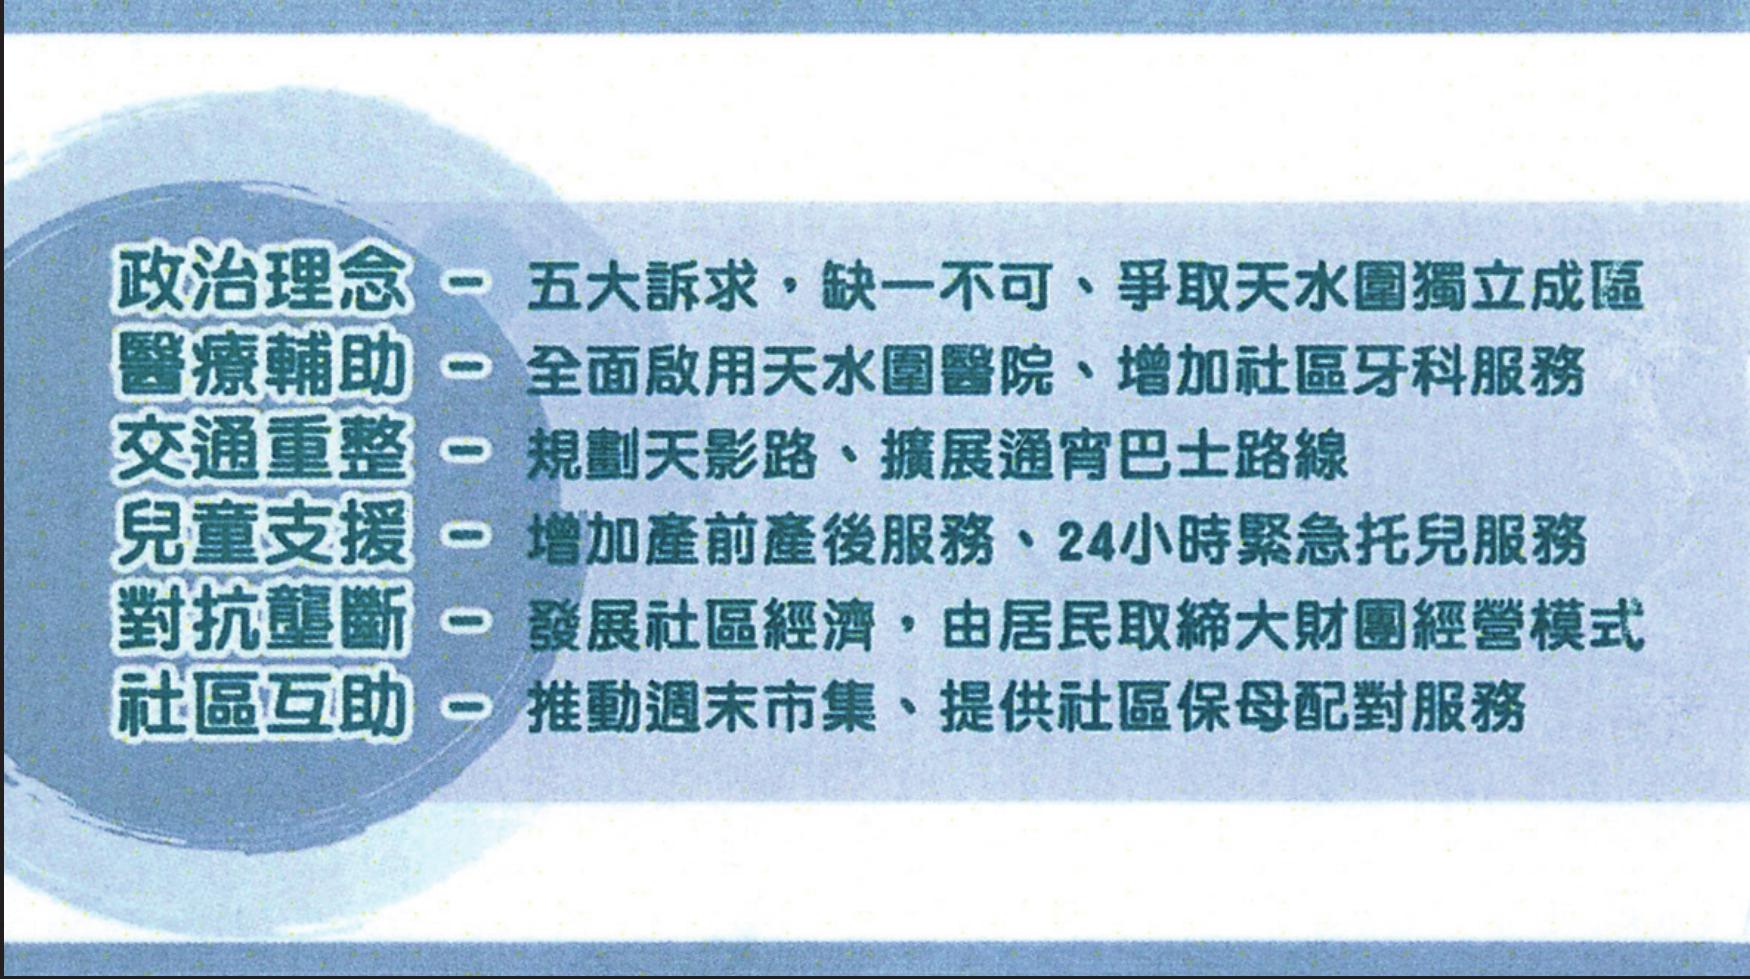 政治理念 - 五大訴求，缺一不可、爭取天水圍獨立成區
醫療輔助 - 全面啟用天水圍醫院、增加社區牙科服務
交通重整 - 規劃天影路、擴展通宵巴士路線
兒童支援 - 增加產前產後服務、24小時緊急托兒服務
對抗壟斷 - 發展社區經濟，由居民取締大財團經營模式
社區互助 - 推動週末市集、提供社區保母配對服務